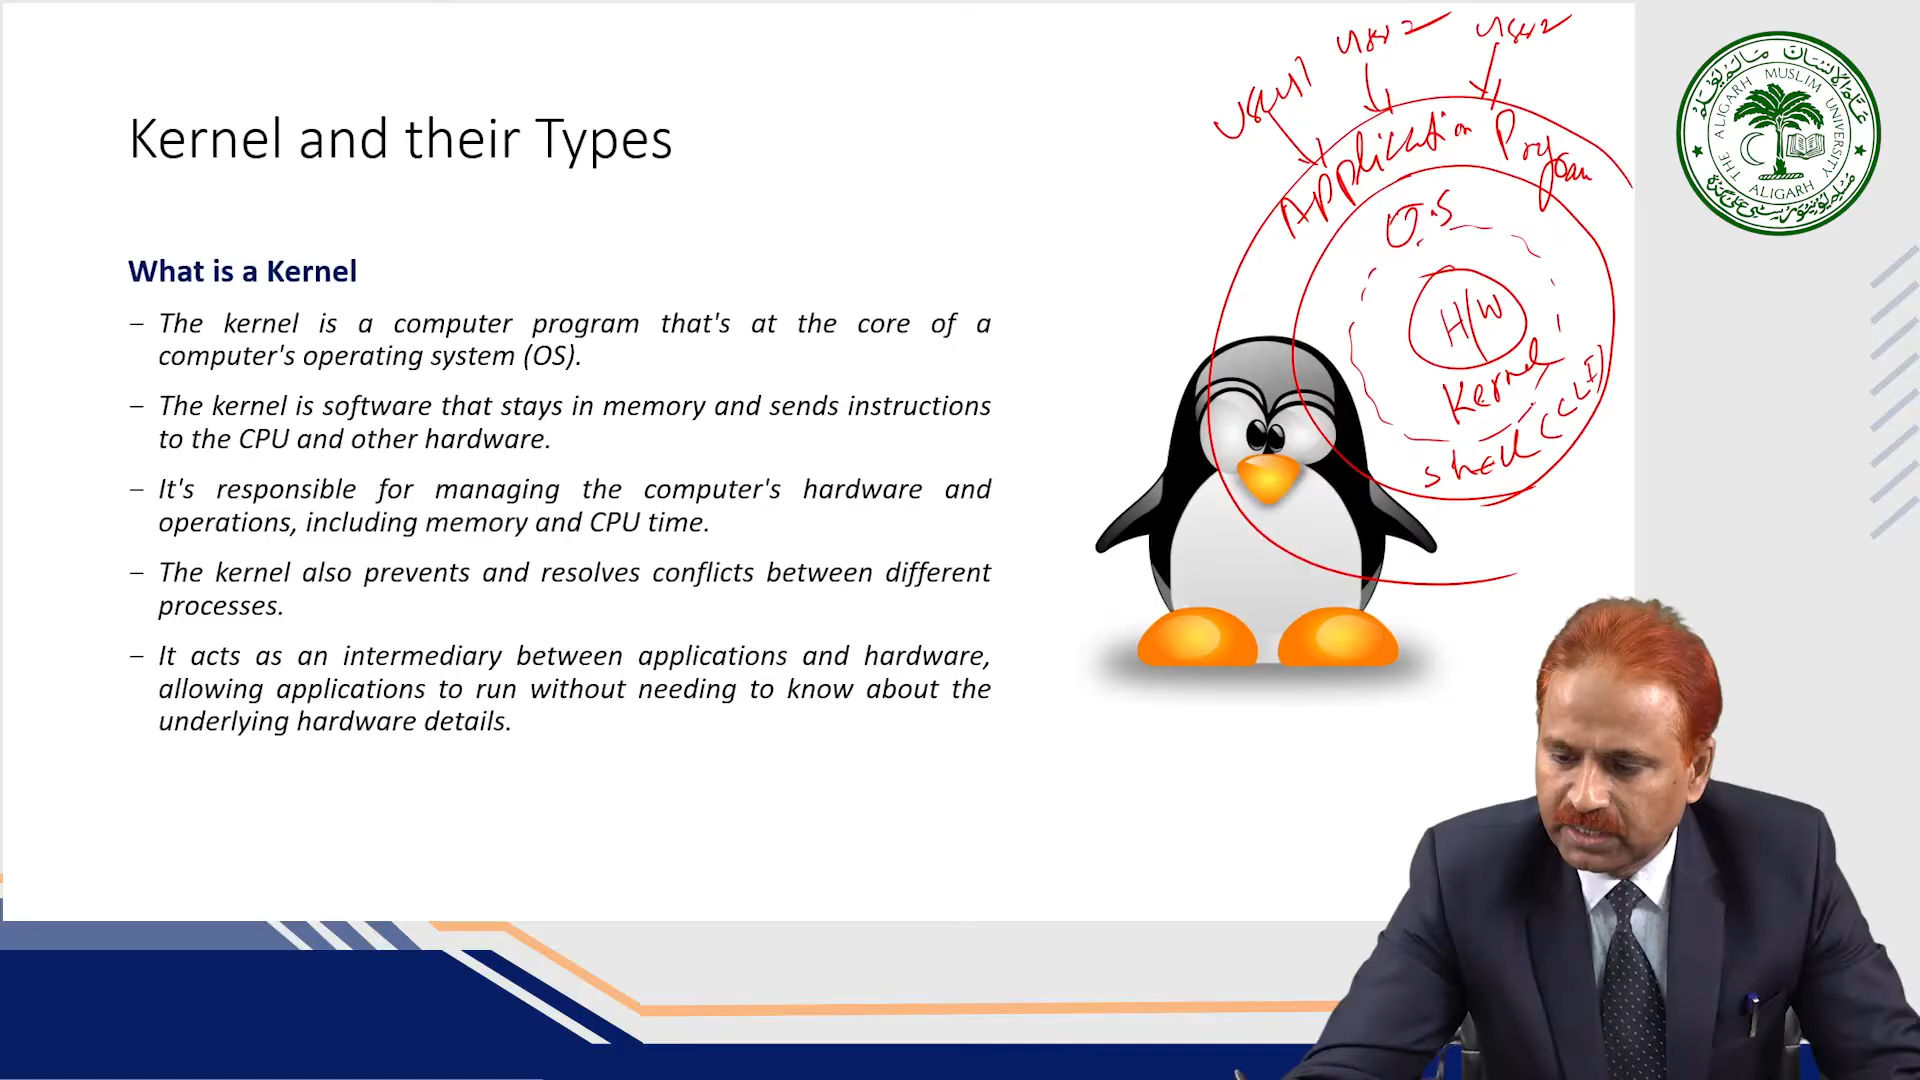 Kernel and their Types
What is a Kernel
– The kernel is a computer program that's at the core of a
computer's operating system (OS).
– The kernel is software that stays in memory and sends instructions
to the CPU and other hardware.
– It's responsible for managing the computer's hardware and
operations, including memory and CPU time.
– The kernel also prevents and resolves conflicts between different
processes.
– It acts as an intermediary between applications and hardware,
allowing applications to run without needing to know about the
underlying hardware details.
User1
User2
User2
Application Program
O.S
H/W
Kernel
Shell (CLI)
THE ALIGARH MUSLIM UNIVERSITY
ALIGARH